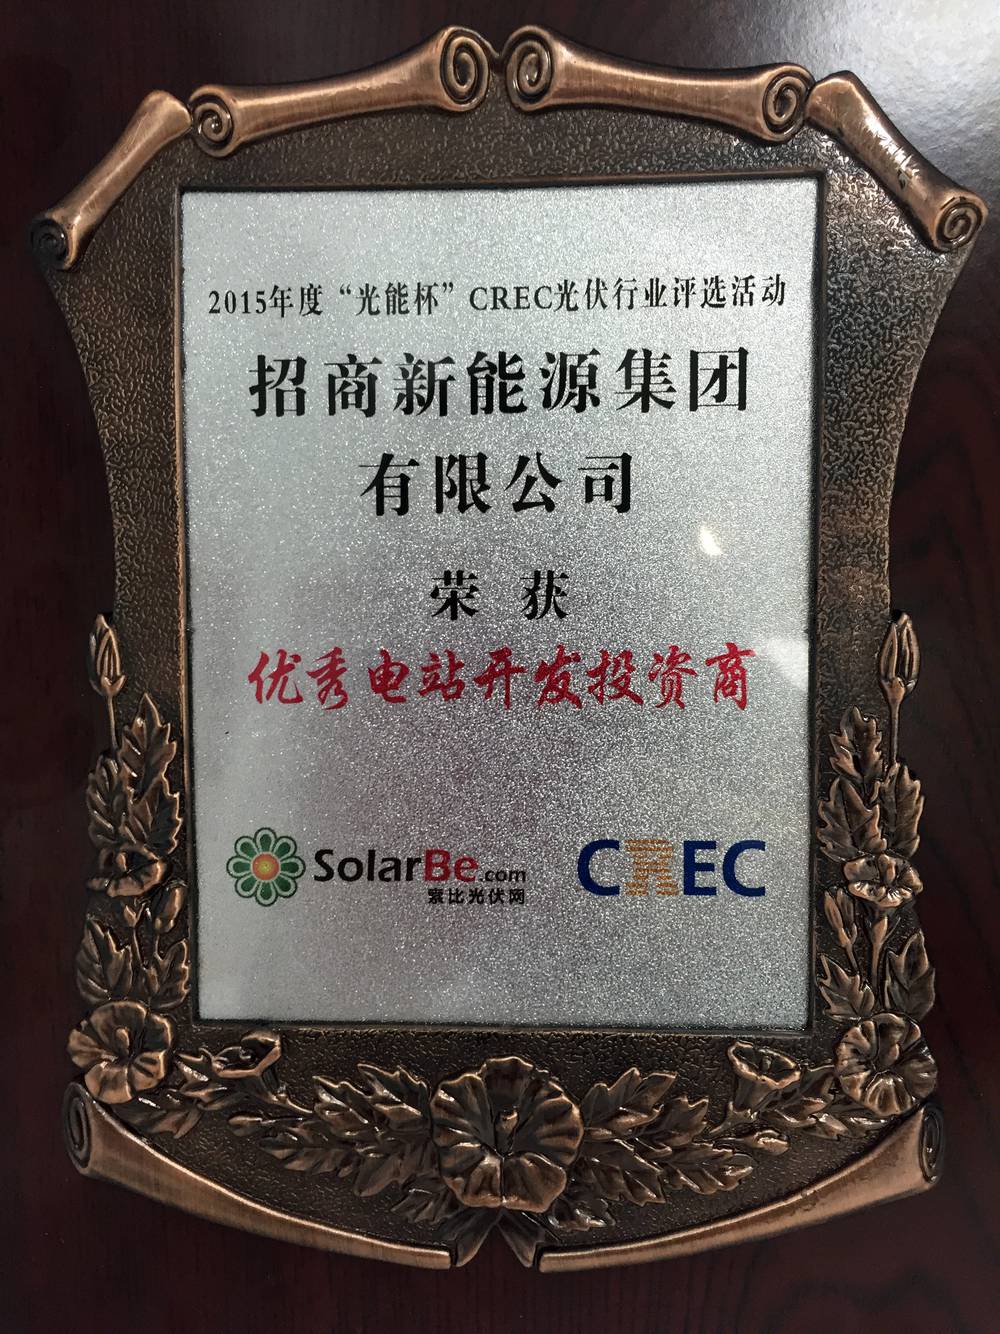 2015年度“光能杯”CREC光伏行业评选活动
招商新能源集团
有限公司
荣获
优秀电站开发投资商
SolarBe.com
索比光伏网
CREC